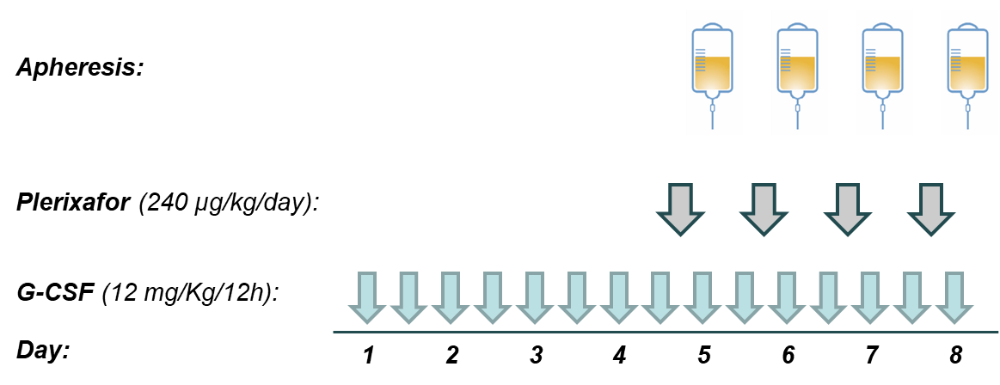 Apheresis:
Plerixafor (240 µg/kg/day):
G-CSF (12 mg/Kg/12h):
Day: 1 2 3 4 5 6 7 8